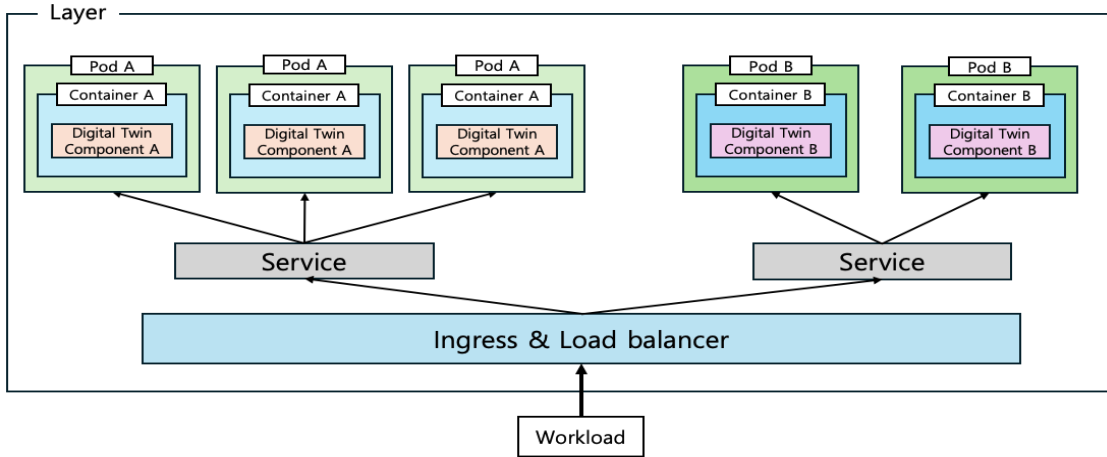 Layer
Pod A
Pod A
Pod A
Pod B
Pod B
Container A
Container A
Container A
Container B
Container B
Digital Twin
Component A
Digital Twin
Component A
Digital Twin
Component A
Digital Twin
Component B
Digital Twin
Component B
Service
Service
Ingress & Load balancer
Workload